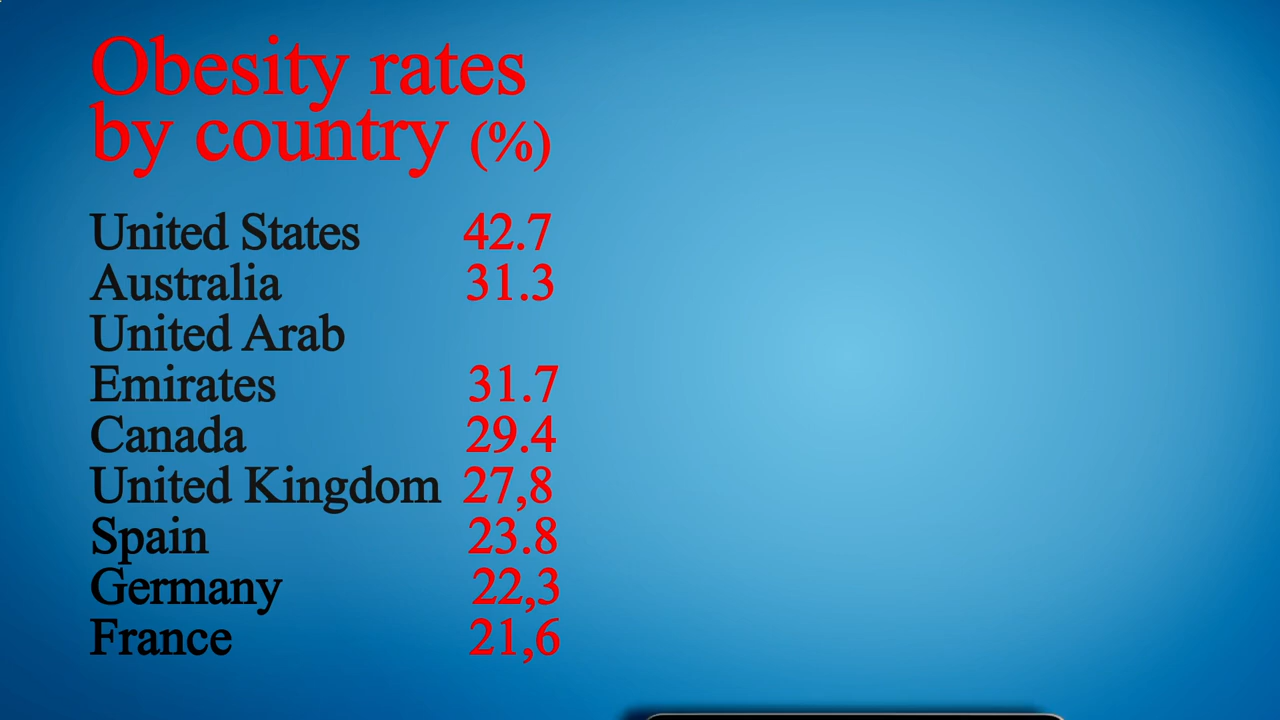 Obesity rates
by country (%)
United States 42.7
Australia 31.3
United Arab
Emirates 31.7
Canada 29.4
United Kingdom 27,8
Spain 23.8
Germany 22,3
France 21,6